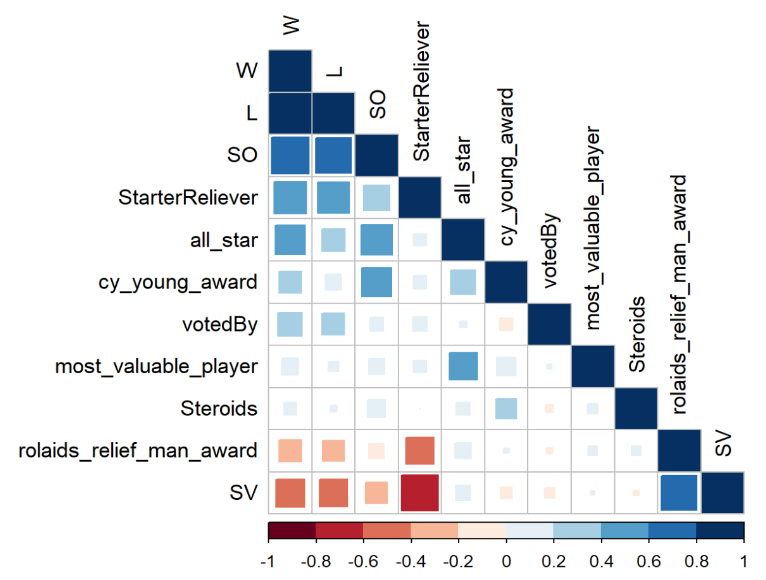 W
L
SO
StarterReliever
all_star
cy_young_award
votedBy
most_valuable_player
Steroids
rolaids_relief_man_award
SV
W
L
SO
StarterReliever
all_star
cy_young_award
votedBy
most_valuable_player
Steroids
rolaids_relief_man_award
SV
-1 -0.8 -0.6 -0.4 -0.2 0 0.2 0.4 0.6 0.8 1